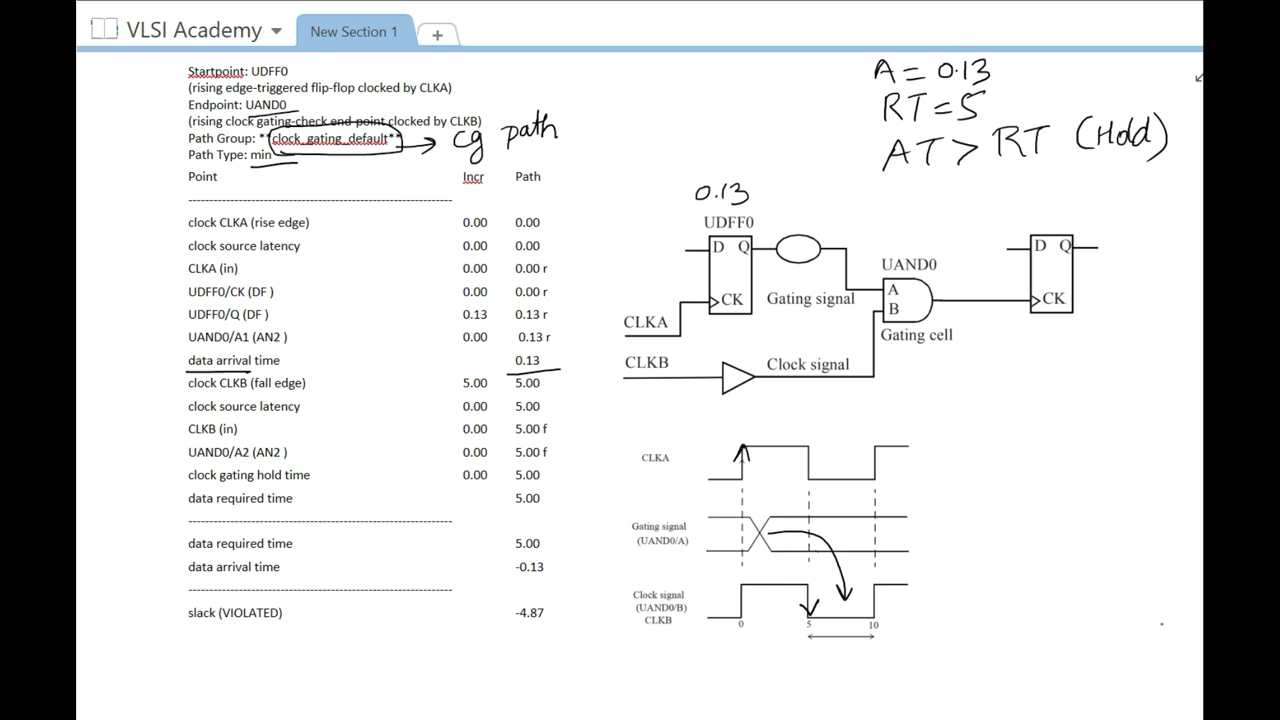 VLSI Academy
New Section 1
+
Startpoint: UDFF0
(rising edge-triggered flip-flop clocked by CLKA)
Endpoint: UAND0
(rising clock gating-check end-point clocked by CLKB)
Path Group: **clock_gating_default** → cg path
Path Type: min
Point Incr Path
-----------------------------------------------------
clock CLKA (rise edge) 0.00 0.00
clock source latency 0.00 0.00
CLKA (in) 0.00 0.00 r
UDFF0/CK (DF ) 0.00 0.00 r
UDFF0/Q (DF ) 0.13 0.13 r
UAND0/A1 (AN2 ) 0.00 0.13 r
data arrival time 0.13
clock CLKB (fall edge) 5.00 5.00
clock source latency 0.00 5.00
CLKB (in) 0.00 5.00 f
UAND0/A2 (AN2 ) 0.00 5.00 f
clock gating hold time 0.00 5.00
data required time 5.00
-----------------------------------------------------
data required time 5.00
data arrival time -0.13
-----------------------------------------------------
slack (VIOLATED) -4.87
A = 0.13
RT = 5
AT > RT (Hold)
0.13
UDFF0
D Q
CK
CLKA
Gating signal
UAND0
A
B
Gating cell
D Q
CK
CLKB
Clock signal
CLKA
Gating signal
(UAND0/A)
Clock signal
(UAND0/B)
CLKB
0 5 10